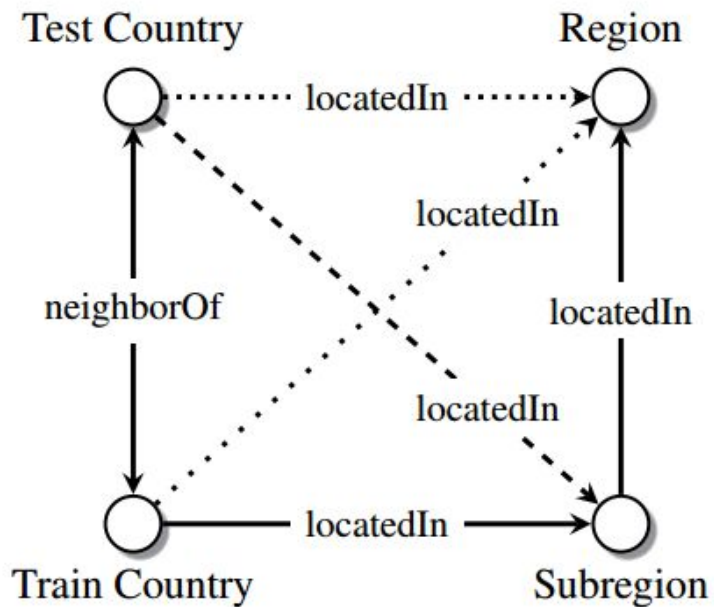 Test Country
Region
locatedIn
locatedIn
neighborOf
locatedIn
locatedIn
locatedIn
Train Country
Subregion